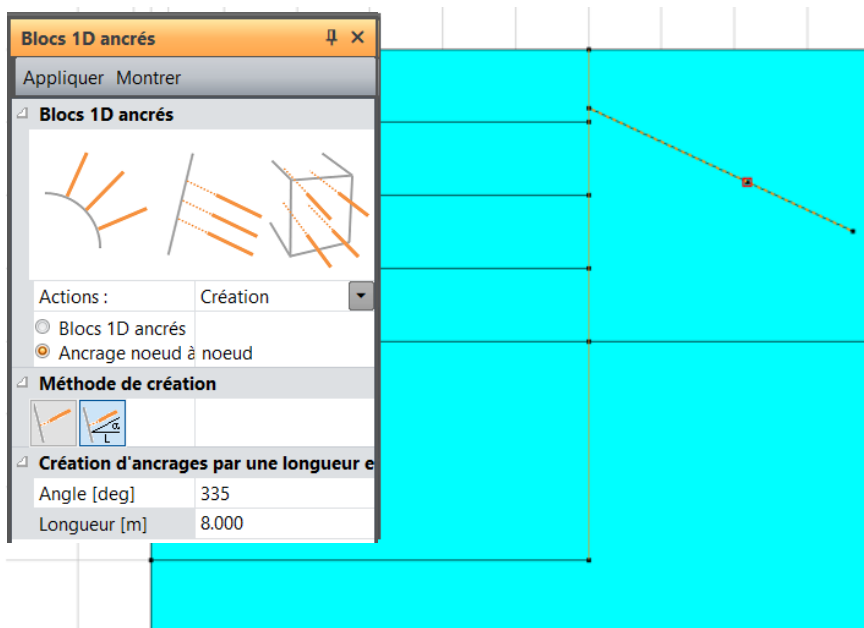 Blocs 1D ancrés
Appliquer Montrer
Blocs 1D ancrés
Actions : Création
Blocs 1D ancrés
Ancrage noeud à noeud
Méthode de création
α
L
Création d'ancrages par une longueur e
Angle [deg] 335
Longueur [m] 8.000